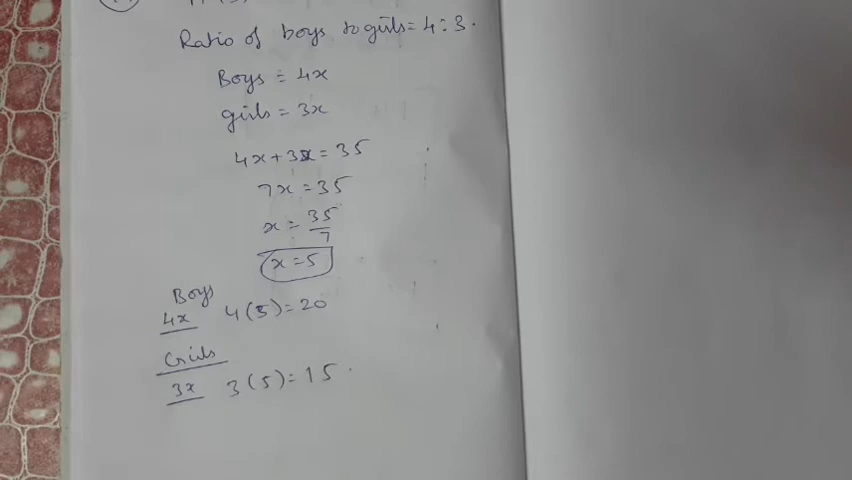 Ratio of boys to girls = 4:3.
Boys = 4x
girls = 3x
4x+3x = 35
7x = 35
x = 35/7
x = 5
Boys
4x 4(5) = 20
Girls
3x 3(5) = 15.